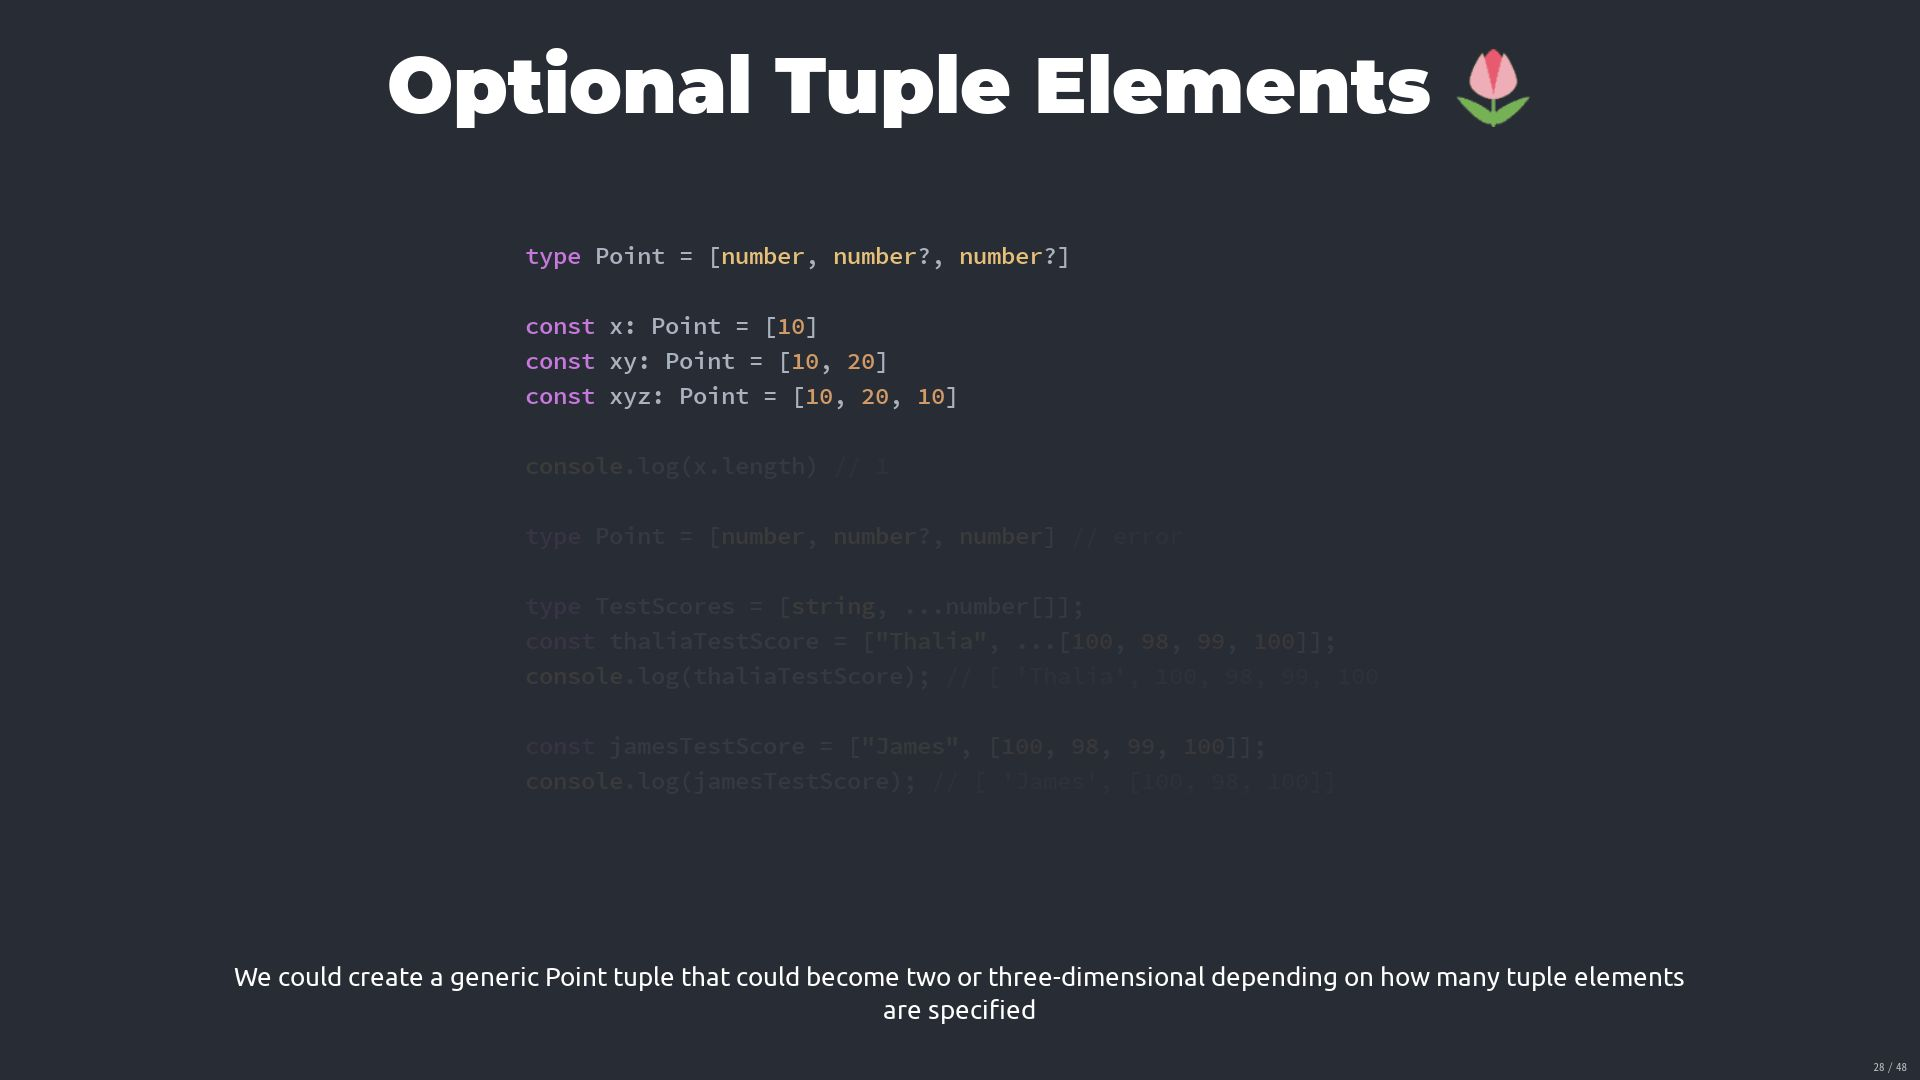 Optional Tuple Elements 🌷
type Point = [number, number?, number?]
const x: Point = [10]
const xy: Point = [10, 20]
const xyz: Point = [10, 20, 10]
console.log(x.length) // 1
type Point = [number, number?, number] // error
type TestScores = [string, ...number[]];
const thaliaTestScore = ["Thalia", ...[100, 98, 99, 100]];
console.log(thaliaTestScore); // [ 'Thalia', 100, 98, 99, 100
const jamesTestScore = ["James", [100, 98, 99, 100]];
console.log(jamesTestScore); // [ 'James', [100, 98, 100]]
We could create a generic Point tuple that could become two or three-dimensional depending on how many tuple elements
are specified
28 / 48